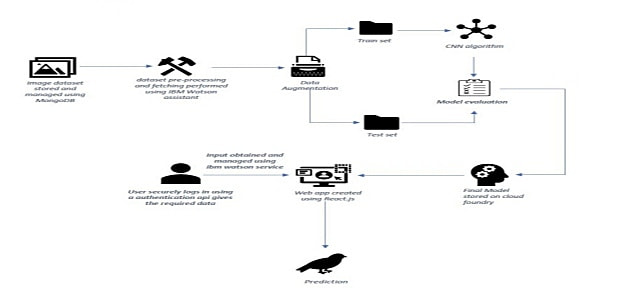 Train set
CNN algorithm
Image dataset
stored and
managed using
MongoDB
dataset pre-processing
and fetching performed
using IBM Watson
assistant
Data
Augmentation
Model evaluation
Test set
Input obtained and
managed using
ibm watson service
User securely logs in using
a authentication api gives
the required data
Web app created
using React.js
Final Model
stored on cloud
foundry
Prediction